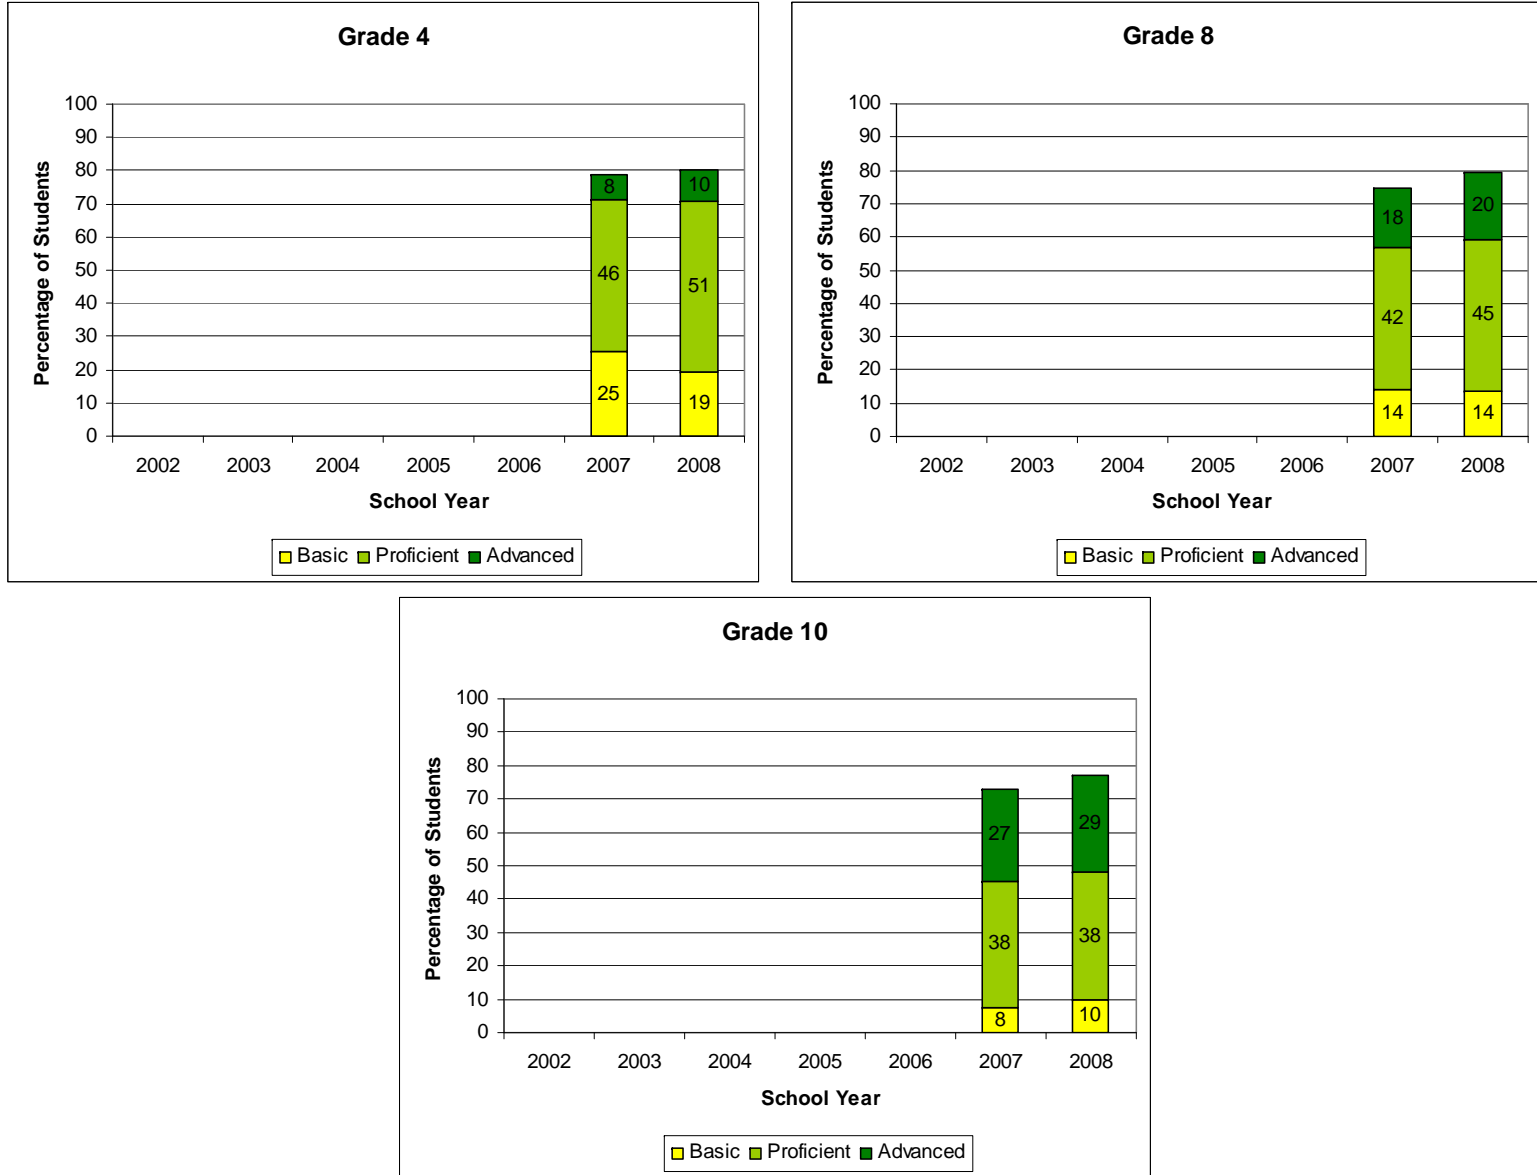 Grade 4
Percentage of Students
100
90
80
70
60
50
40
30
20
10
0
8 10
46 51
25 19
2002 2003 2004 2005 2006 2007 2008
School Year
Basic Proficient Advanced
Grade 8
Percentage of Students
100
90
80
70
60
50
40
30
20
10
0
18 20
42 45
14 14
2002 2003 2004 2005 2006 2007 2008
School Year
Basic Proficient Advanced
Grade 10
Percentage of Students
100
90
80
70
60
50
40
30
20
10
0
27 29
38 38
8 10
2002 2003 2004 2005 2006 2007 2008
School Year
Basic Proficient Advanced